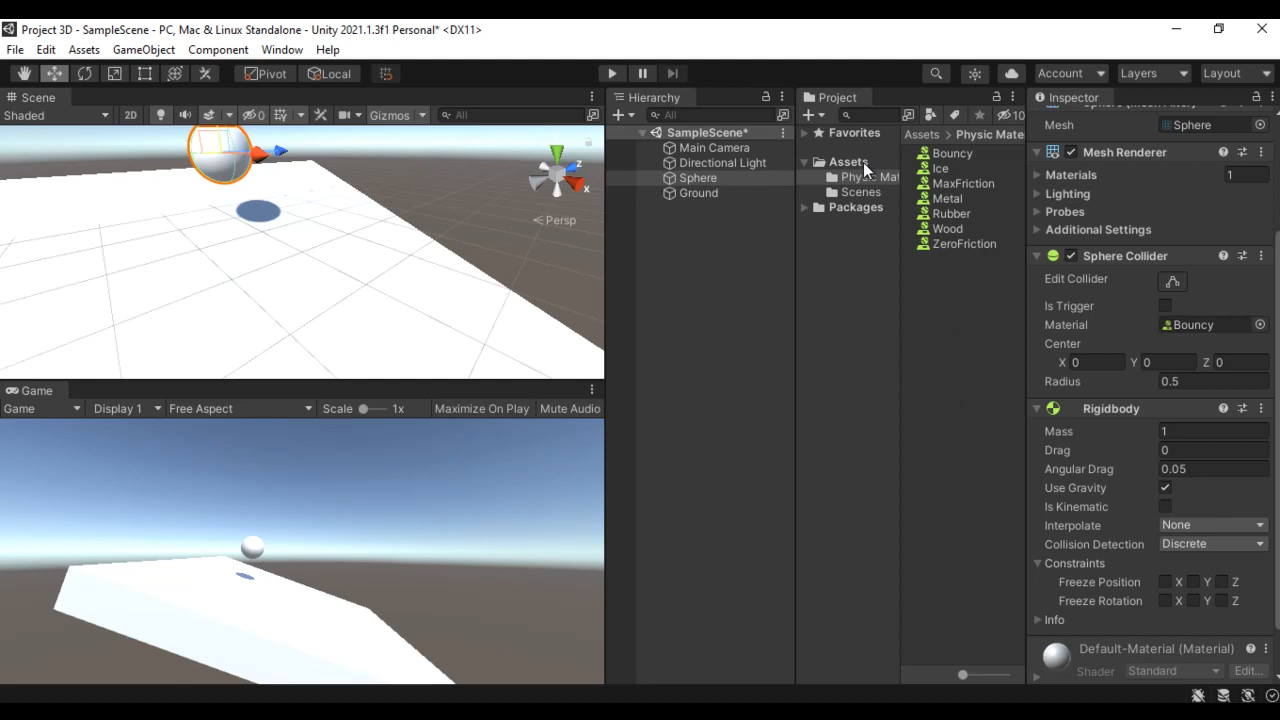 Project 3D - SampleScene - PC, Mac & Linux Standalone - Unity 2021.1.3f1 Personal* <DX11>
File Edit Assets GameObject Component Window Help
Pivot Local Account Layers Layout
Scene
Shaded 2D 0 Gizmos All
z
x
Persp
Game
Game Display 1 Free Aspect Scale 1x Maximize On Play Mute Audio
Hierarchy
All
SampleScene*
Main Camera
Directional Light
Sphere
Ground
Project
10
Favorites
Assets
Physic Mat
Scenes
Packages
Assets Physic Mate
Bouncy
Ice
MaxFriction
Metal
Rubber
Wood
ZeroFriction
Inspector
Mesh Sphere
Mesh Renderer
Materials 1
Lighting
Probes
Additional Settings
Sphere Collider
Edit Collider
Is Trigger
Material Bouncy
Center
X 0 Y 0 Z 0
Radius 0.5
Rigidbody
Mass 1
Drag 0
Angular Drag 0.05
Use Gravity
Is Kinematic
Interpolate None
Collision Detection Discrete
Constraints
Freeze Position X Y Z
Freeze Rotation X Y Z
Info
Default-Material (Material)
Shader Standard Edit...